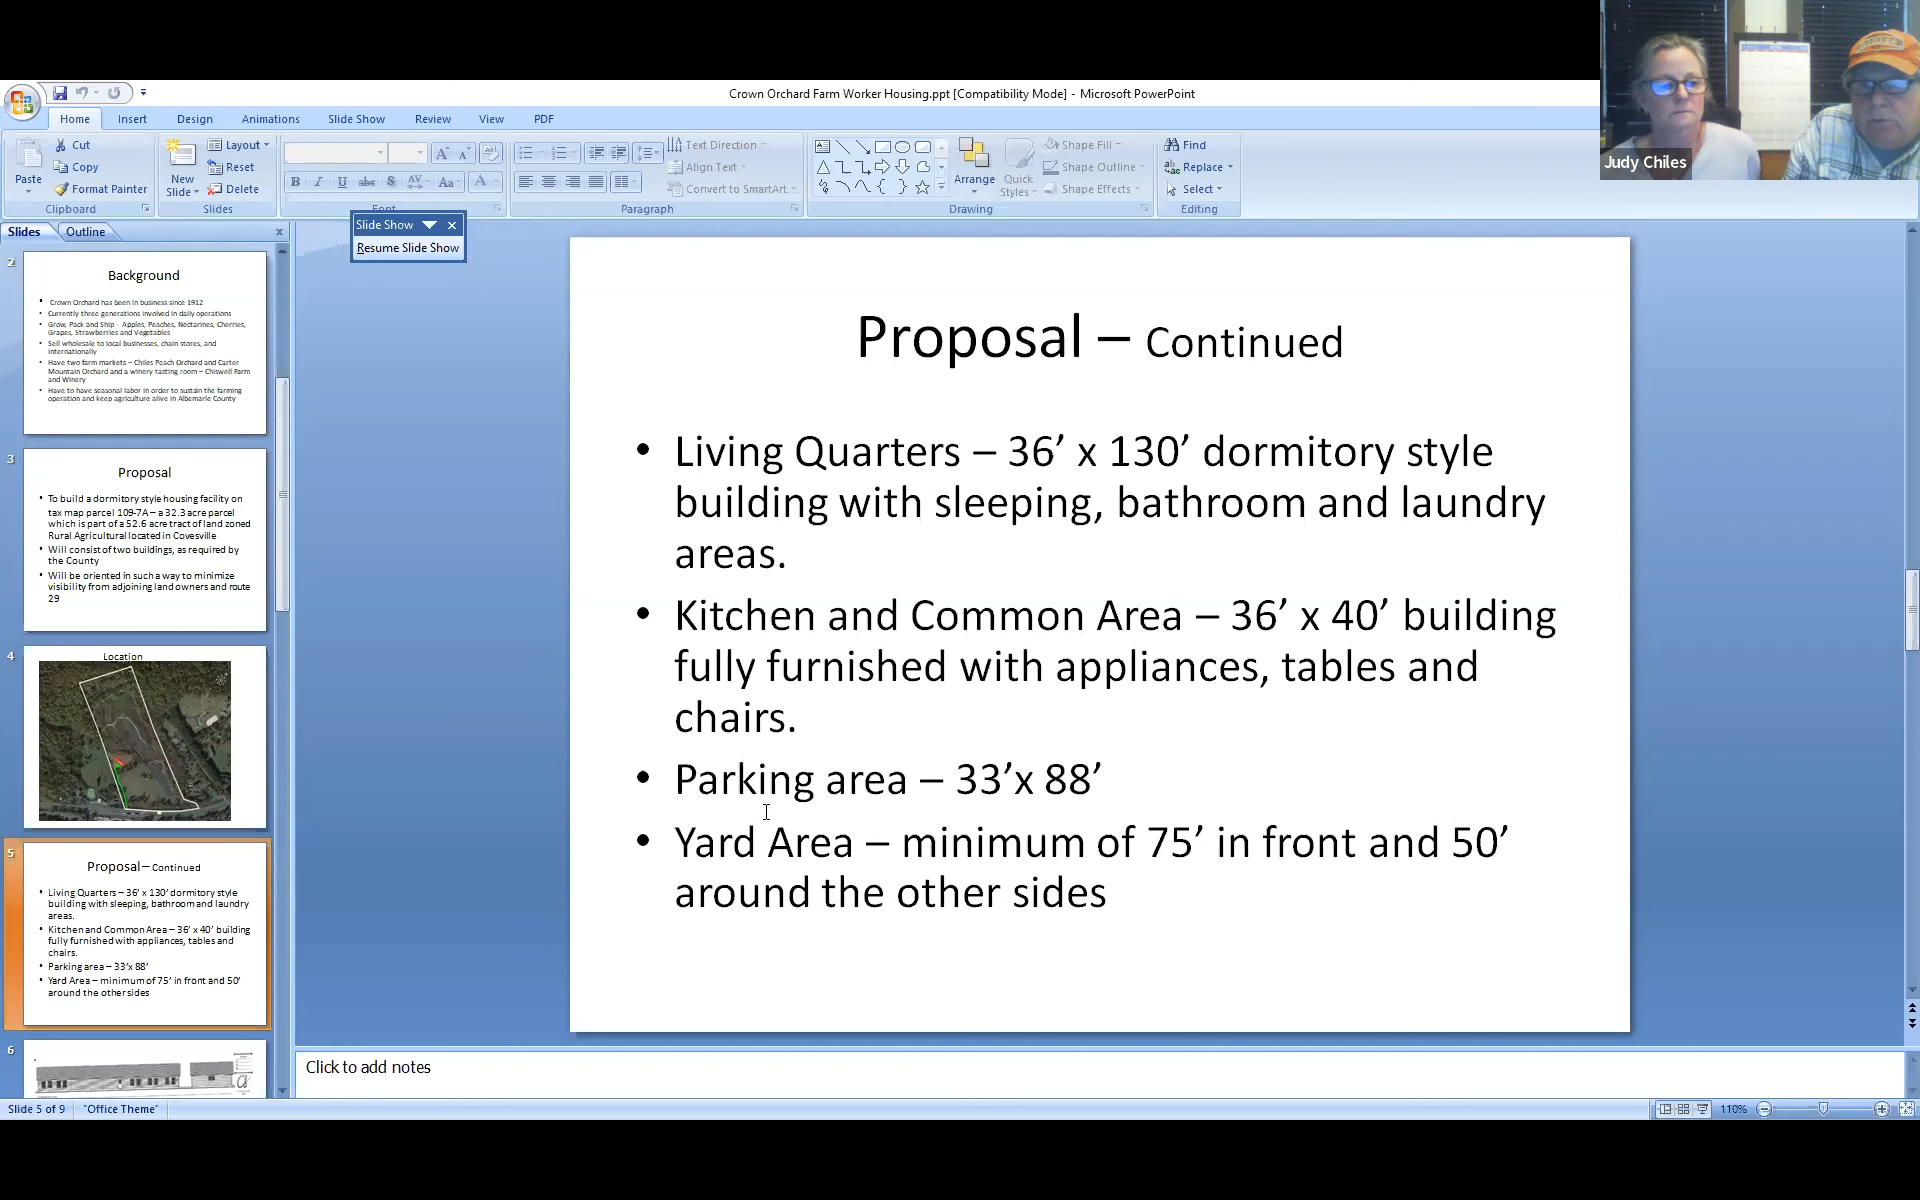 Crown Orchard Farm Worker Housing.ppt [Compatibility Mode] - Microsoft PowerPoint
Judy Chiles
Home Insert Design Animations Slide Show Review View PDF
Paste
Cut
Copy
Format Painter
Clipboard
New
Slide
Layout
Reset
Delete
Slides
Font
Text Direction
Align Text
Convert to SmartArt
Paragraph
Arrange
Quick
Styles
Shape Fill
Shape Outline
Shape Effects
Drawing
Find
Replace
Select
Editing
Slide Show
Resume Slide Show
Slides Outline
2
Background
• Crown Orchard has been in business since 1912
• Currently three generations involved in daily operations
• Grow, Pack and Ship - Apples, Peaches, Nectarines, Cherries,
Grapes, Strawberries and Vegetables
• Sell wholesale to local businesses, chain stores, and
Internationally
• Have two farm markets – Chiles Peach Orchard and Carter
Mountain Orchard and a winery tasting room – Chiswell Farm
and Winery
• Have to have seasonal labor in order to sustain the farming
operation and keep agriculture alive in Albemarle County
3
Proposal
• To build a dormitory style housing facility on
tax map parcel 109-7A – a 32.3 acre parcel
which is part of a 52.6 acre tract of land zoned
Rural Agricultural located in Covesville
• Will consist of two buildings, as required by
the County
• Will be oriented in such a way to minimize
visibility from adjoining land owners and route
29
4
Location
5
Proposal – Continued
• Living Quarters – 36’ x 130’ dormitory style
building with sleeping, bathroom and laundry
areas.
• Kitchen and Common Area – 36’ x 40’ building
fully furnished with appliances, tables and
chairs.
• Parking area – 33’x 88’
• Yard Area – minimum of 75’ in front and 50’
around the other sides
6
Proposal – Continued
• Living Quarters – 36’ x 130’ dormitory style
building with sleeping, bathroom and laundry
areas.
• Kitchen and Common Area – 36’ x 40’ building
fully furnished with appliances, tables and
chairs.
• Parking area – 33’x 88’
• Yard Area – minimum of 75’ in front and 50’
around the other sides
Click to add notes
Slide 5 of 9 "Office Theme" 110%